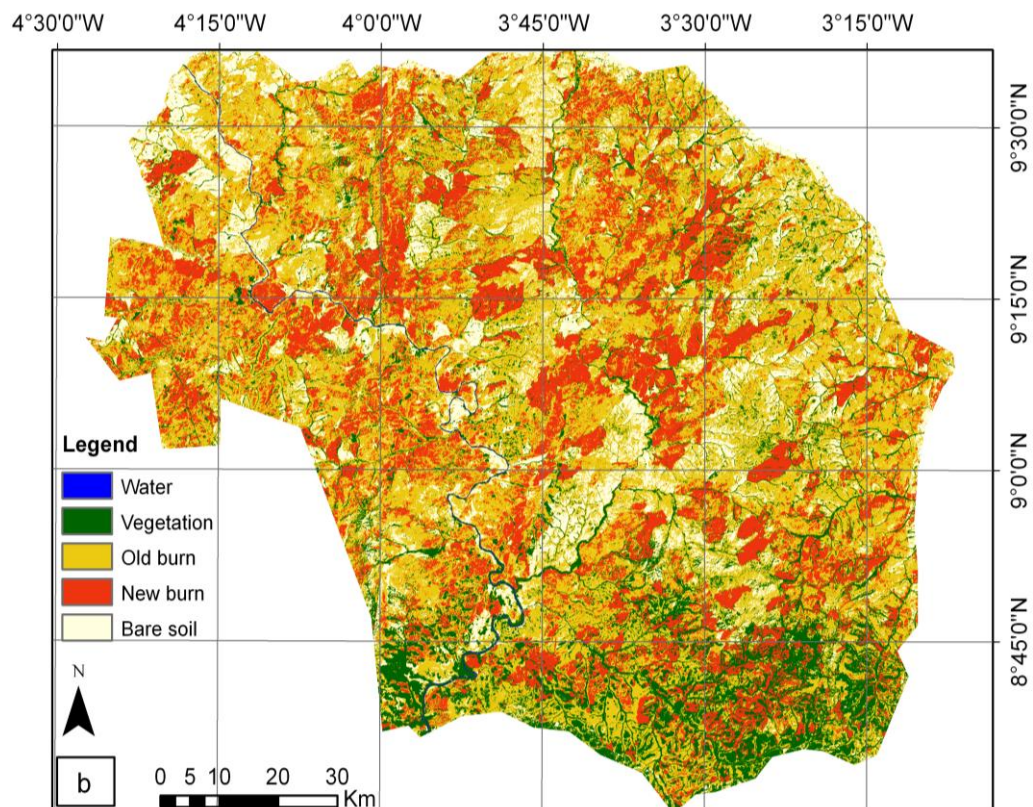 4°30'0"W 4°15'0"W 4°0'0"W 3°45'0"W 3°30'0"W 3°15'0"W
9°30'0"N
9°15'0"N
9°0'0"N
8°45'0"N
Legend
Water
Vegetation
Old burn
New burn
Bare soil
N
b
0 5 10 20 30
Km